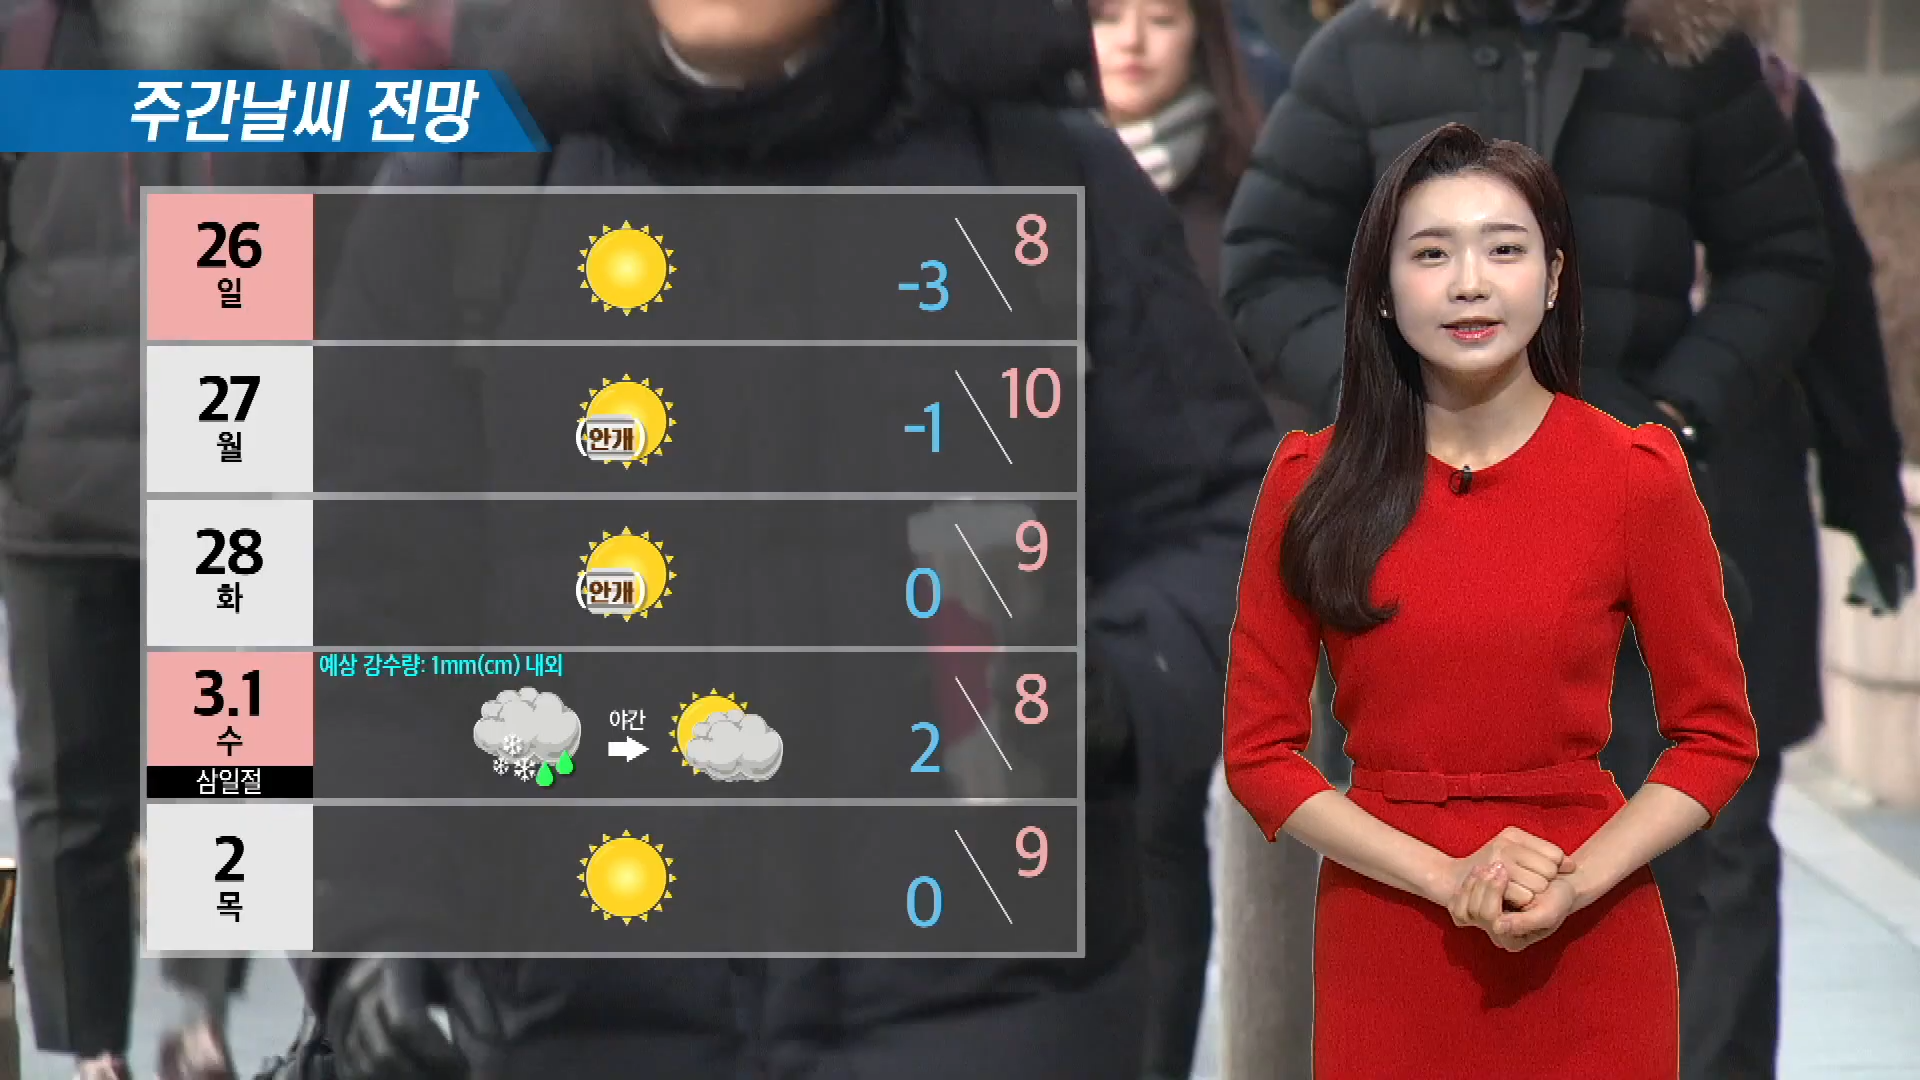 주간날씨 전망
26
일
-3
8
27
월
안개
-1
10
28
화
안개
0
9
3.1
수
삼일절
예상 강수량: 1mm(cm) 내외
야간
2
8
2
목
0
9